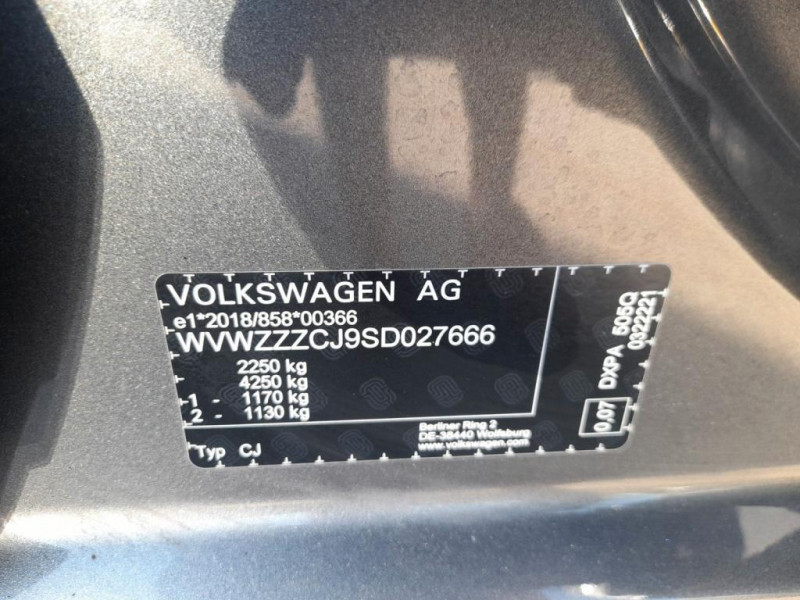 VOLKSWAGEN AG
e1*2018/858*00366
WVWZZZCJ9SD027666
2250 kg
4250 kg
1 - 1170 kg
2 - 1130 kg
Berliner Ring 2
DE-38440 Wolfsburg
www.volkswagen.com
Typ CJ
0,07 DXPA 505Q
0322221